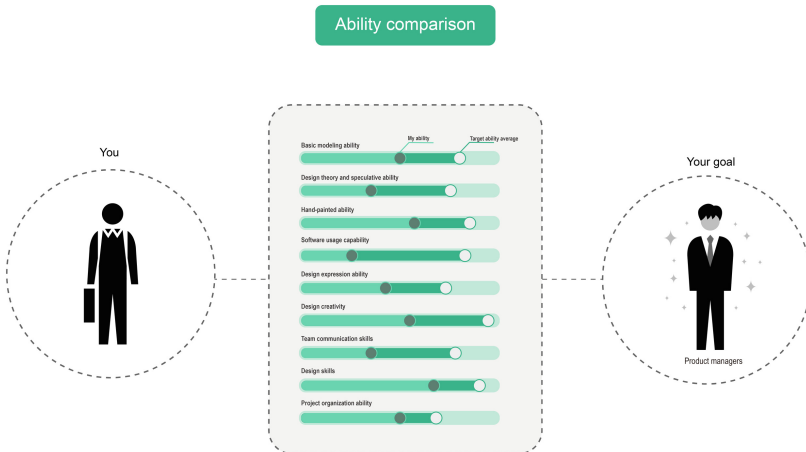 Ability comparison
You
Your goal
My ability
Target ability average
Basic modeling ability
Design theory and speculative ability
Hand-painted ability
Software usage capability
Design expression ability
Design creativity
Team communication skills
Design skills
Project organization ability
Product managers